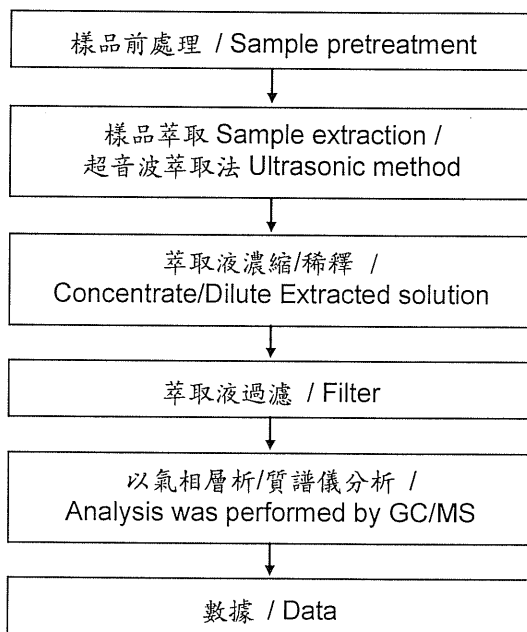 樣品前處理 / Sample pretreatment
樣品萃取 Sample extraction /
超音波萃取法 Ultrasonic method
萃取液濃縮/稀釋 /
Concentrate/Dilute Extracted solution
萃取液過濾 / Filter
以氣相層析/質譜儀分析 /
Analysis was performed by GC/MS
數據 / Data